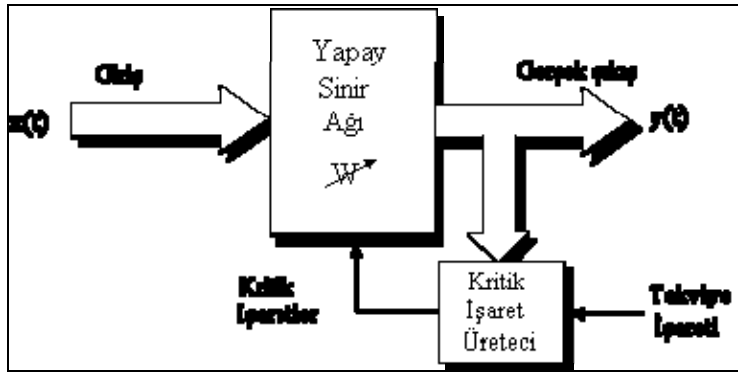 Giriş
x(t)
Yapay
Sinir
Ağı
W
Gerçek çıkış
y(t)
Kritik
İşaretler
Kritik
İşaret
Üreteci
Takviye
İşareti